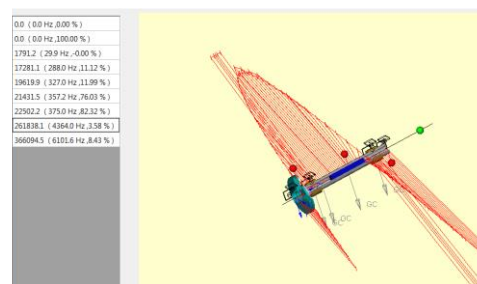 0.0 ( 0.0 Hz ,0.00 % )
0.0 ( 0.0 Hz ,100.00 % )
1791.2 ( 29.9 Hz ,-0.00 % )
17281.1 ( 288.0 Hz ,11.12 % )
19619.9 ( 327.0 Hz ,11.99 % )
21431.5 ( 357.2 Hz ,76.03 % )
22502.2 ( 375.0 Hz ,82.32 % )
261838.1 ( 4364.0 Hz ,3.58 % )
366094.5 ( 6101.6 Hz ,8.43 % )
GC
GC
GC